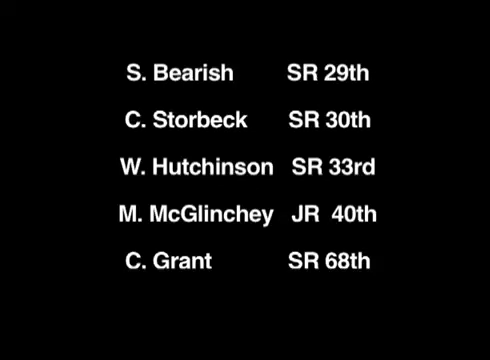 S. Bearish SR 29th
C. Storbeck SR 30th
W. Hutchinson SR 33rd
M. McGlinchey JR 40th
C. Grant SR 68th